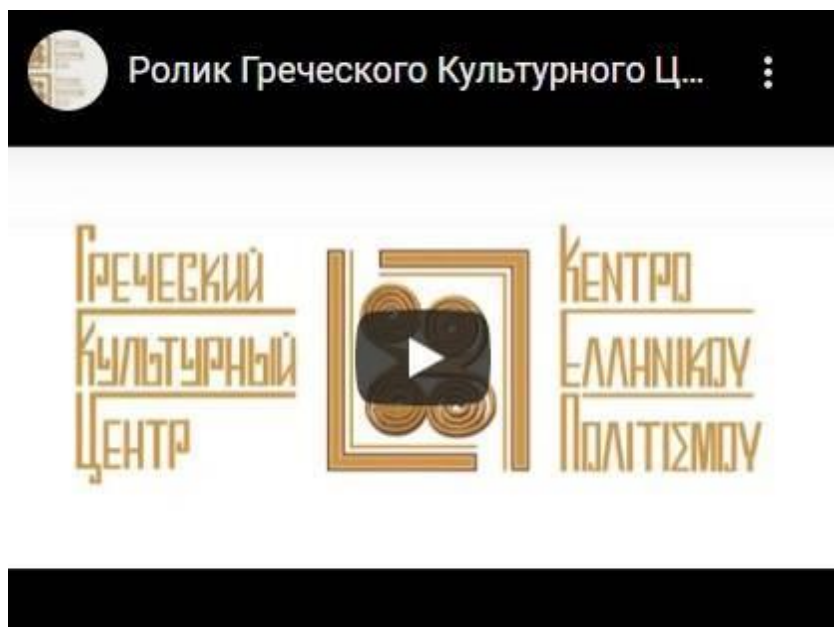 Ролик Греческого Культурного Ц...
Греческий
Культурный
Центр
Κεντρο
Ελληνικου
Πολιτισμου